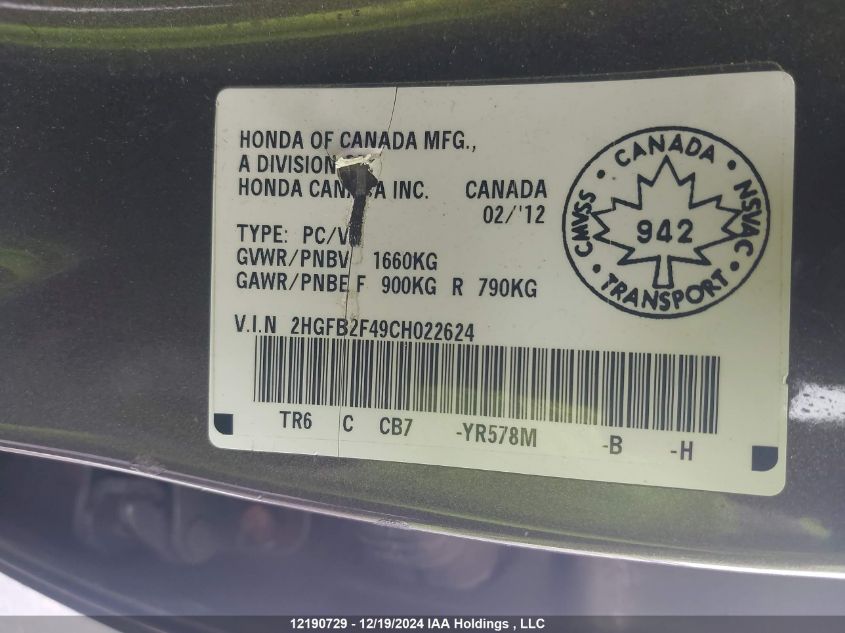 HONDA OF CANADA MFG.,
A DIVISION
HONDA CANADA INC. CANADA
02/'12
TYPE: PC/V
GVWR/PNBV 1660KG
GAWR/PNBE F 900KG R 790KG
V.I.N 2HGFB2F49CH022624
TR6 C CB7 -YR578M -B -H
CANADA
CMVSS • NSVAC
942
TRANSPORT
12190729 - 12/19/2024 IAA Holdings , LLC